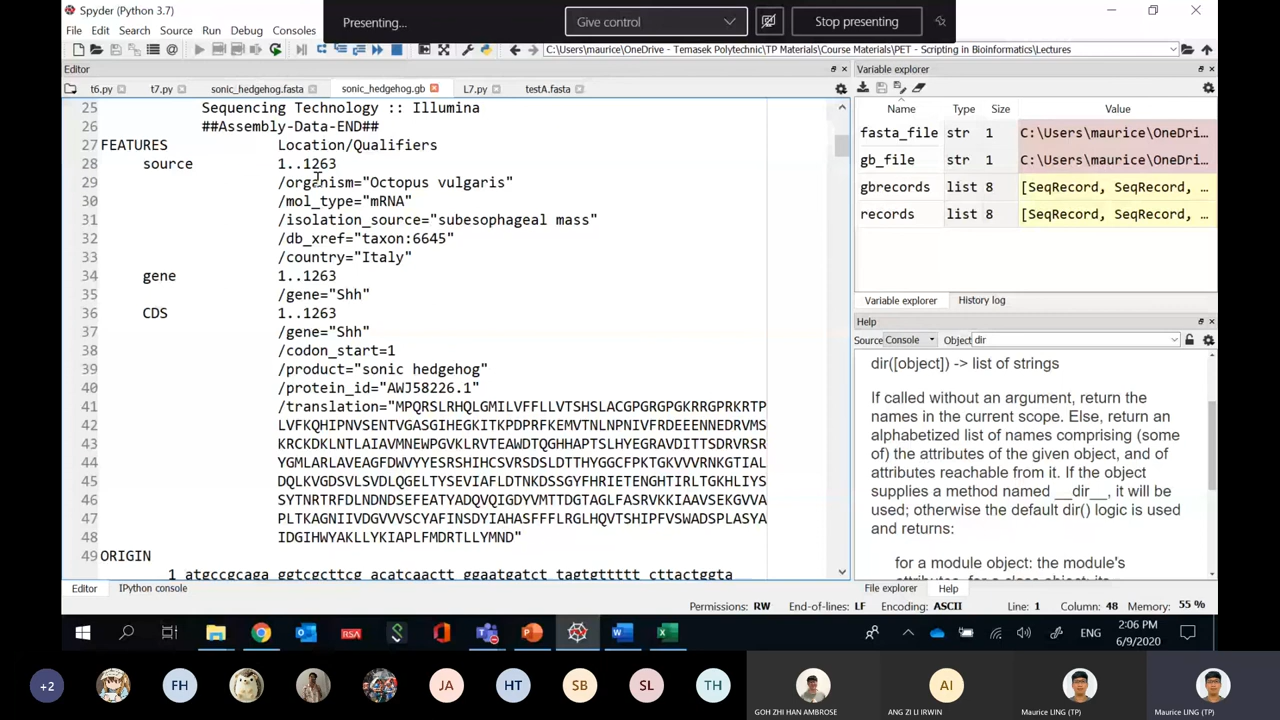 Spyder (Python 3.7)
Presenting...
Give control
Stop presenting
File Edit Search Source Run Debug Consoles
C:\Users\maurice\OneDrive - Temasek Polytechnic\TP Materials\Course Materials\PET - Scripting in Bioinformatics\Lectures
Editor
t6.py t7.py sonic_hedgehog.fasta sonic_hedgehog.gb L7.py testA.fasta
25 Sequencing Technology :: Illumina
26 ##Assembly-Data-END##
27 FEATURES Location/Qualifiers
28 source 1..1263
29 /organism="Octopus vulgaris"
30 /mol_type="mRNA"
31 /isolation_source="subesophageal mass"
32 /db_xref="taxon:6645"
33 /country="Italy"
34 gene 1..1263
35 /gene="Shh"
36 CDS 1..1263
37 /gene="Shh"
38 /codon_start=1
39 /product="sonic hedgehog"
40 /protein_id="AWJ58226.1"
41 /translation="MPQRSLRHQLGMILVFFLLVTSHSLACGPGRGPGKRRGPRKRTP
42 LVFKQHIPNVSENTVGASGIHEGKITKPDPRFKEMVTNLNPNIVFRDEEENNEDRVMS
43 KRCKDKLNTLAIAVMNEWPGVKLRVTEAWDTQGHHAPTSLHYEGRAVDITTSDRVRSR
44 YGMLARLAVEAGFDWVYYESRSHIHCSVRSDSLDTTHYGGCFPKTGKVVVRNKGTIAL
45 DQLKVGDSVLSVDLQGELTYSEVIAFLDTNKDSSGYFHRIETENGHTIRLTGKHLIYS
46 SYTNRTRFDLNDNDSEFEATYADQVQIGDYVMTTDGTAGLFASRVKKIAAVSEKGVVA
47 PLTKAGNIIVDGVVVSCYAFINSDYIAHASFFFLRGLHQVTSHIPFVSWADSPLASYA
48 IDGIHWYAKLLYKIAPLFMDRTLLYMND"
49 ORIGIN
1 atgccgcaga ggtcgcttcg acatcaactt ggaatgatct tagtgttttt cttactggta
Editor IPython console
Variable explorer
Name Type Size Value
fasta_file str 1 C:\Users\maurice\OneDri...
gb_file str 1 C:\Users\maurice\OneDri...
gbrecords list 8 [SeqRecord, SeqRecord, ...
records list 8 [SeqRecord, SeqRecord, ...
Variable explorer History log
Help
Source Console Object dir
dir([object]) -> list of strings
If called without an argument, return the
names in the current scope. Else, return an
alphabetized list of names comprising (some
of) the attributes of the given object, and of
attributes reachable from it. If the object
supplies a method named __dir__, it will be
used; otherwise the default dir() logic is used
and returns:
for a module object: the module's
File explorer Help
Permissions: RW End-of-lines: LF Encoding: ASCII Line: 1 Column: 48 Memory: 55 %
RSA
ENG
2:06 PM
6/9/2020
+2 FH JA HT SB SL TH AI
GOH ZHI HAN AMBROSE ANG ZI LI IRWIN Maurice LING (TP) Maurice LING (TP)